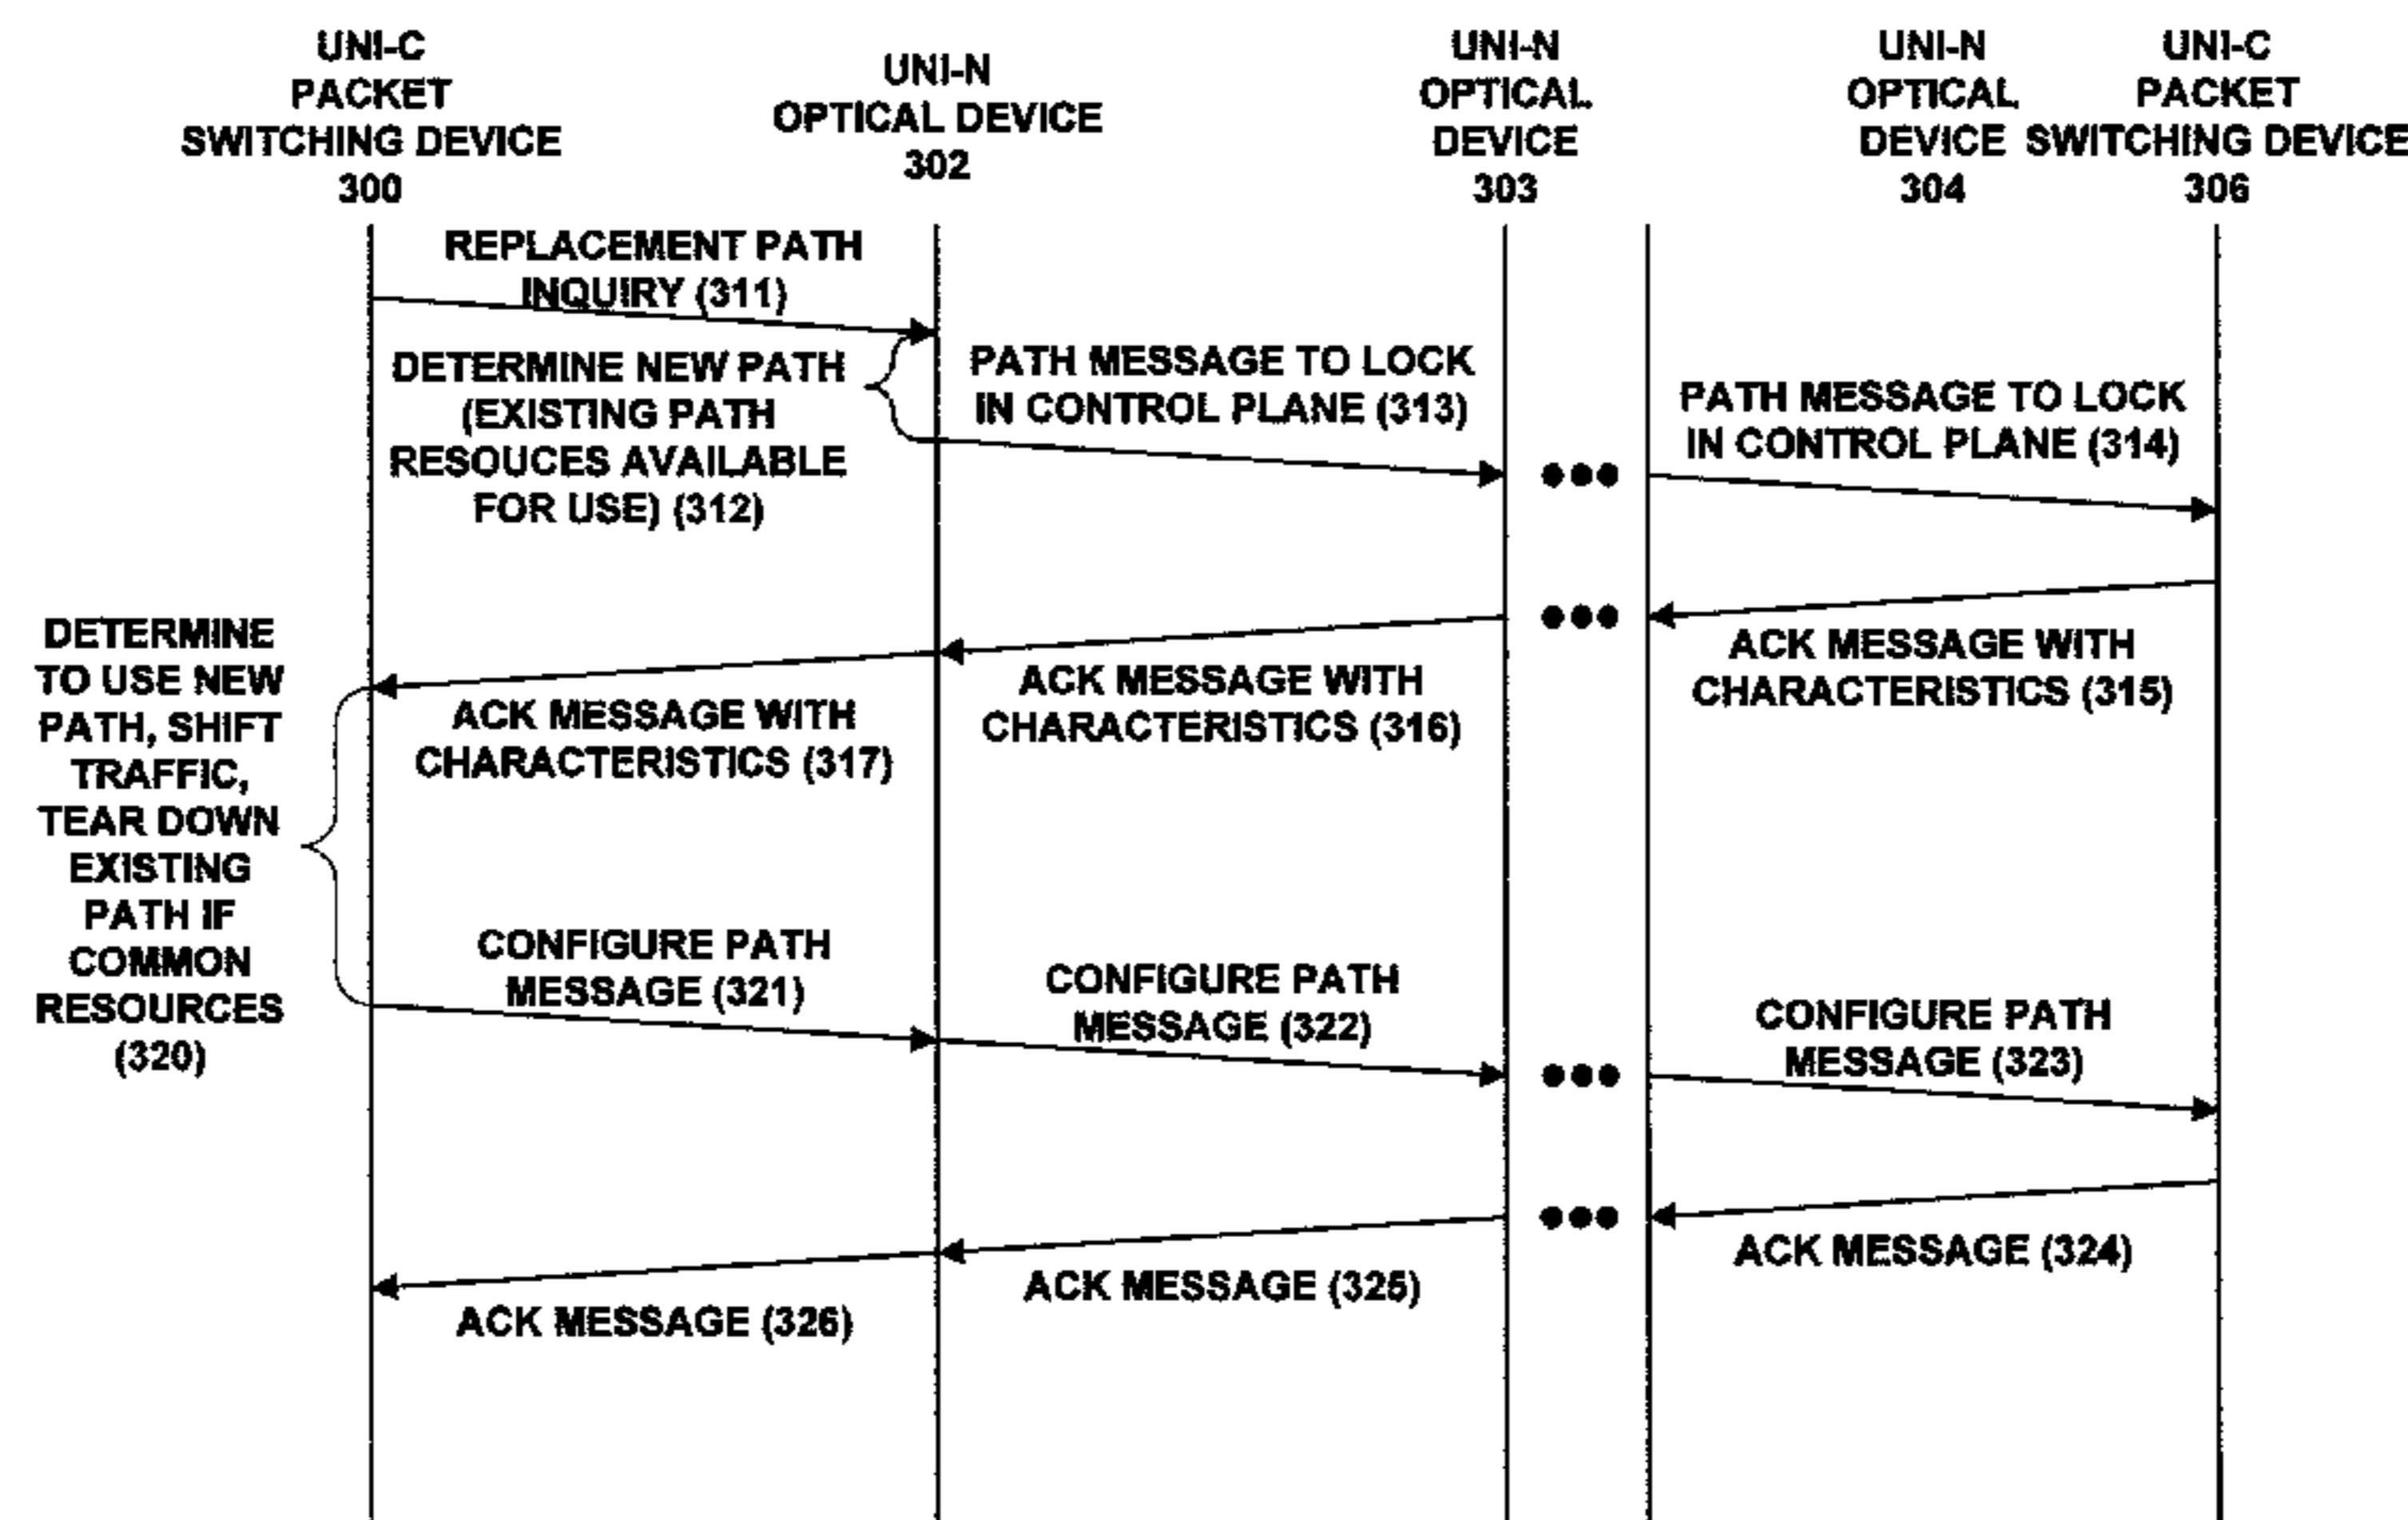 UNI-C
PACKET
SWITCHING DEVICE
300
UNI-N
OPTICAL DEVICE
302
UNI-N
OPTICAL
DEVICE
303
UNI-N
OPTICAL
DEVICE
304
UNI-C
PACKET
SWITCHING DEVICE
306
REPLACEMENT PATH
INQUIRY (311)
DETERMINE NEW PATH
(EXISTING PATH
RESOUCES AVAILABLE
FOR USE) (312)
PATH MESSAGE TO LOCK
IN CONTROL PLANE (313)
PATH MESSAGE TO LOCK
IN CONTROL PLANE (314)
ACK MESSAGE WITH
CHARACTERISTICS (315)
ACK MESSAGE WITH
CHARACTERISTICS (316)
ACK MESSAGE WITH
CHARACTERISTICS (317)
DETERMINE
TO USE NEW
PATH, SHIFT
TRAFFIC,
TEAR DOWN
EXISTING
PATH IF
COMMON
RESOURCES
(320)
CONFIGURE PATH
MESSAGE (321)
CONFIGURE PATH
MESSAGE (322)
CONFIGURE PATH
MESSAGE (323)
ACK MESSAGE (324)
ACK MESSAGE (325)
ACK MESSAGE (326)